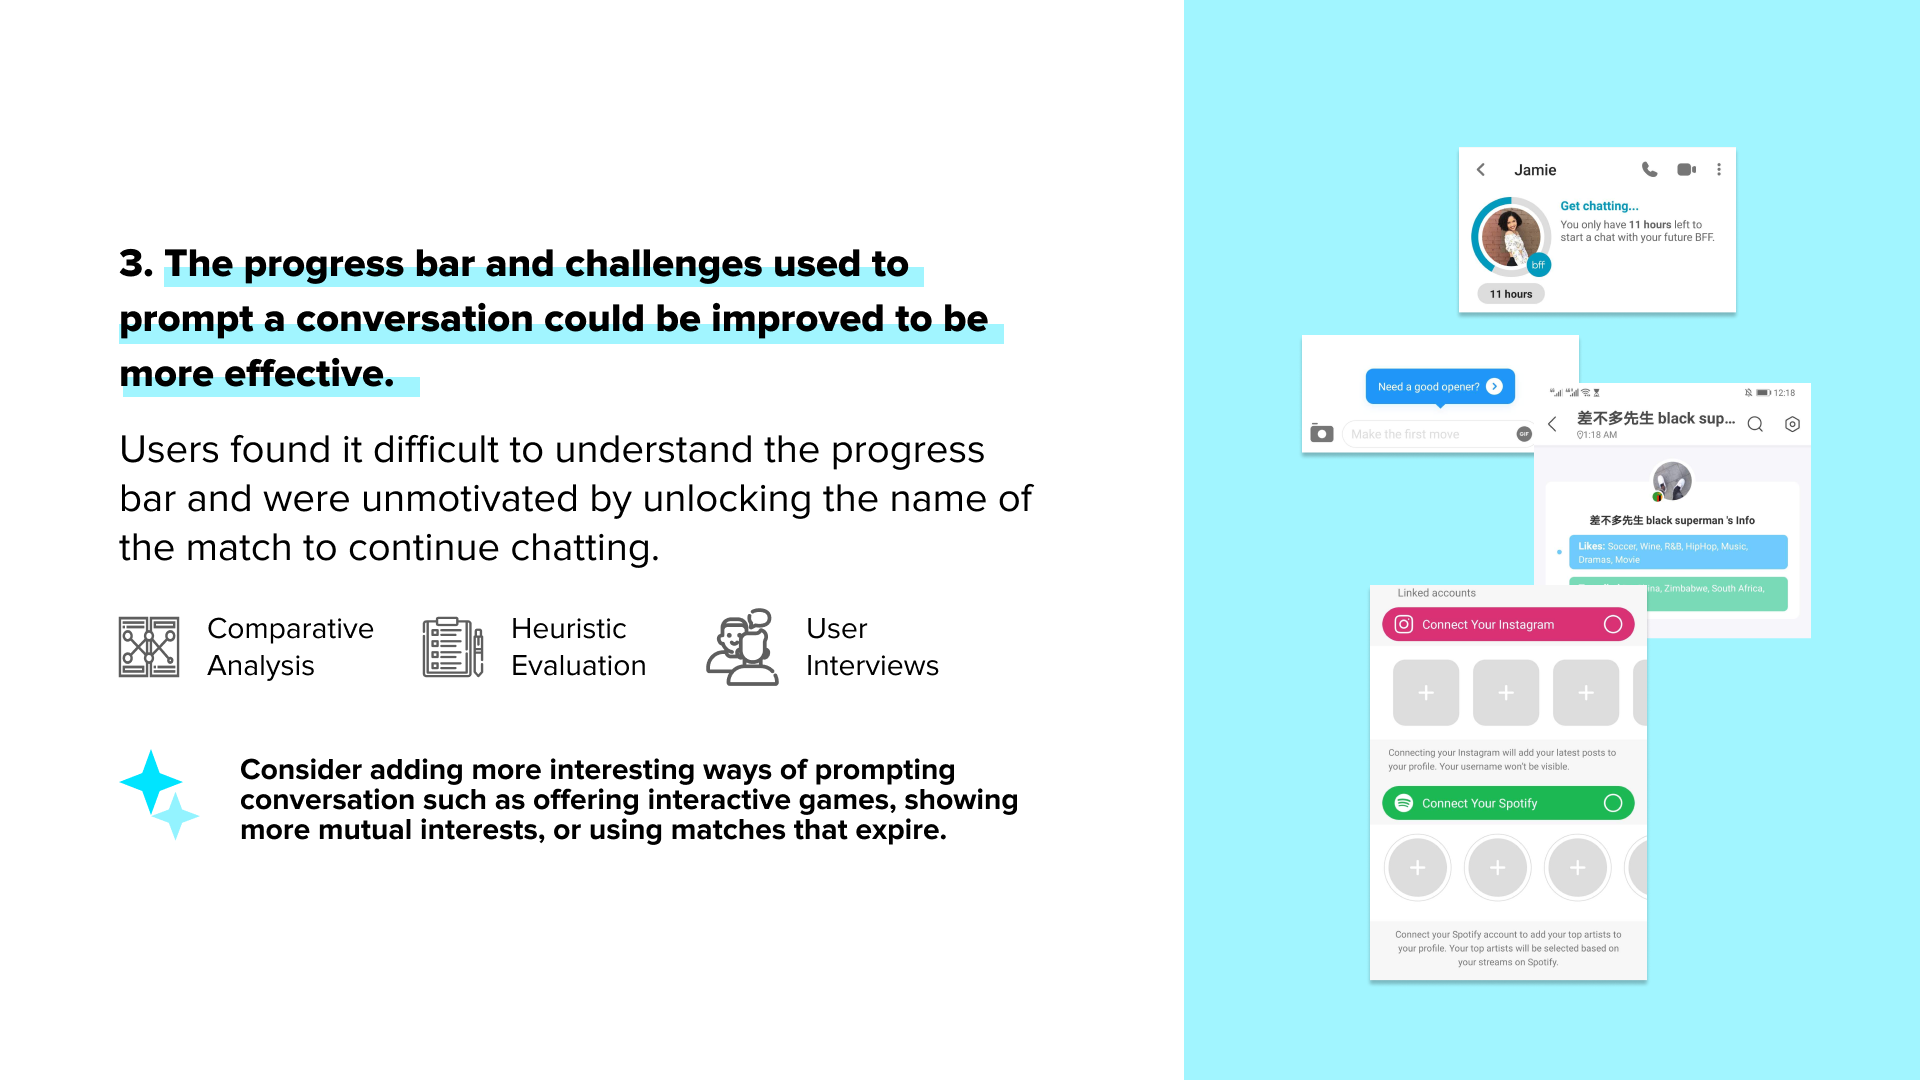 3. The progress bar and challenges used to
prompt a conversation could be improved to be
more effective.
Users found it difficult to understand the progress
bar and were unmotivated by unlocking the name of
the match to continue chatting.
Comparative
Analysis
Heuristic
Evaluation
User
Interviews
Consider adding more interesting ways of prompting
conversation such as offering interactive games, showing
more mutual interests, or using matches that expire.
Jamie
Get chatting...
You only have 11 hours left to
start a chat with your future BFF.
bff
11 hours
Need a good opener?
Make the first move
GIF
12:18
差不多先生 black sup...
1:18 AM
差不多先生 black superman 's Info
Likes: Soccer, Wine, R&B, HipHop, Music,
Dramas, Movie
Zimbabwe, South Africa,
Linked accounts
Connect Your Instagram
Connecting your Instagram will add your latest posts to
your profile. Your username won't be visible.
Connect Your Spotify
Connect your Spotify account to add your top artists to
your profile. Your top artists will be selected based on
your streams on Spotify.